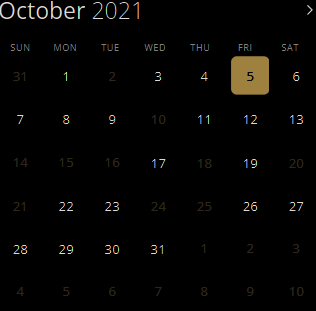 October 2021 >
SUN MON TUE WED THU FRI SAT
31 1 2 3 4 5 6
7 8 9 10 11 12 13
14 15 16 17 18 19 20
21 22 23 24 25 26 27
28 29 30 31 1 2 3
4 5 6 7 8 9 10